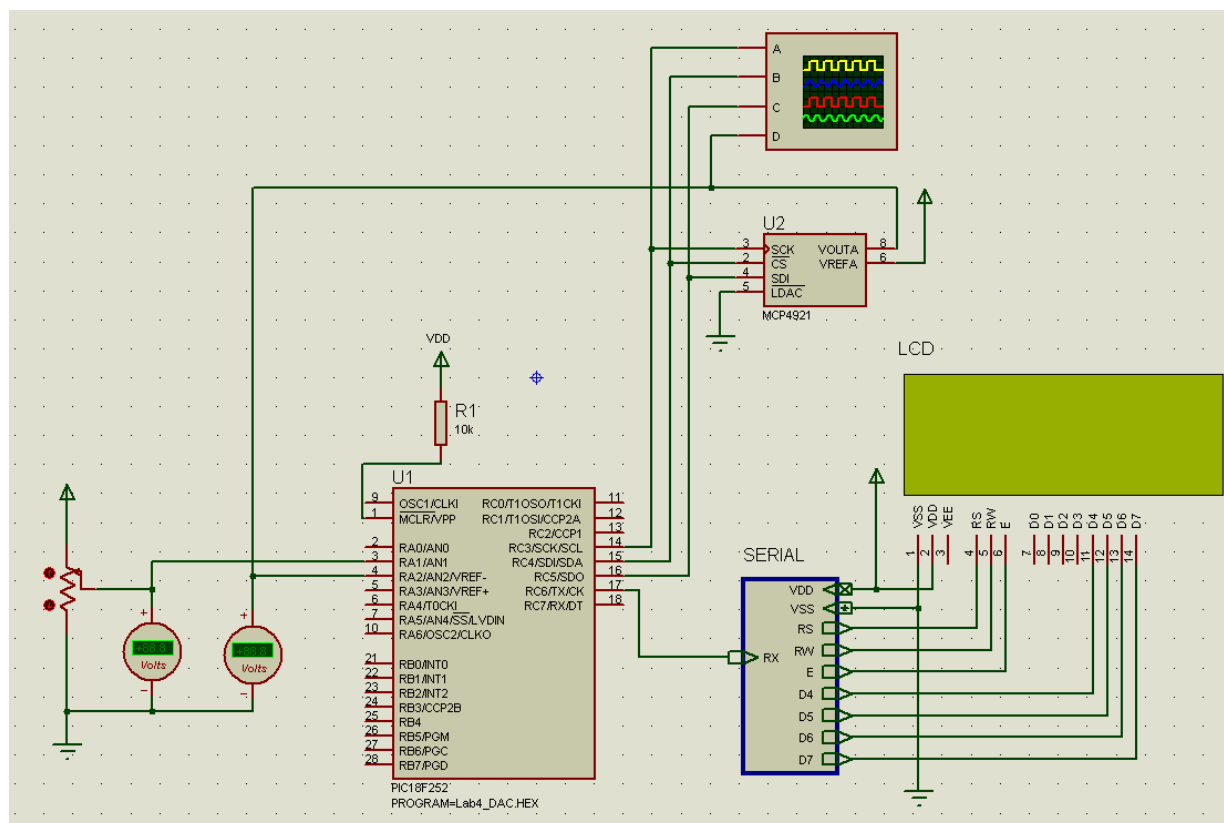 A
B
C
D
U2
3 SCK VOUTA 8
2 CS VREFA 6
4 SDI
5 LDAC
MCP4921
VDD
R1
10k
LCD
U1
9 OSC1/CLKI RC0/T1OSO/T1CKI 11
1 MCLR/VPP RC1/T1OSI/CCP2A 12
RC2/CCP1 13
2 RA0/AN0 RC3/SCK/SCL 14
3 RA1/AN1 RC4/SDI/SDA 15
4 RA2/AN2/VREF- RC5/SDO 16
5 RA3/AN3/VREF+ RC6/TX/CK 17
6 RA4/T0CKI RC7/RX/DT 18
7 RA5/AN4/SS/LVDIN
10 RA6/OSC2/CLKO
21 RB0/INT0
22 RB1/INT1
23 RB2/INT2
24 RB3/CCP2B
25 RB4
26 RB5/PGM
27 RB6/PGC
28 RB7/PGD
PIC18F252
PROGRAM=Lab4_DAC.HEX
+88.8
Volts
+88.8
Volts
VSS VDD VEE RS RW E D0 D1 D2 D3 D4 D5 D6 D7
1 2 3 4 5 6 7 8 9 10 11 12 13 14
SERIAL
VDD
VSS
RS
RW
RX
E
D4
D5
D6
D7